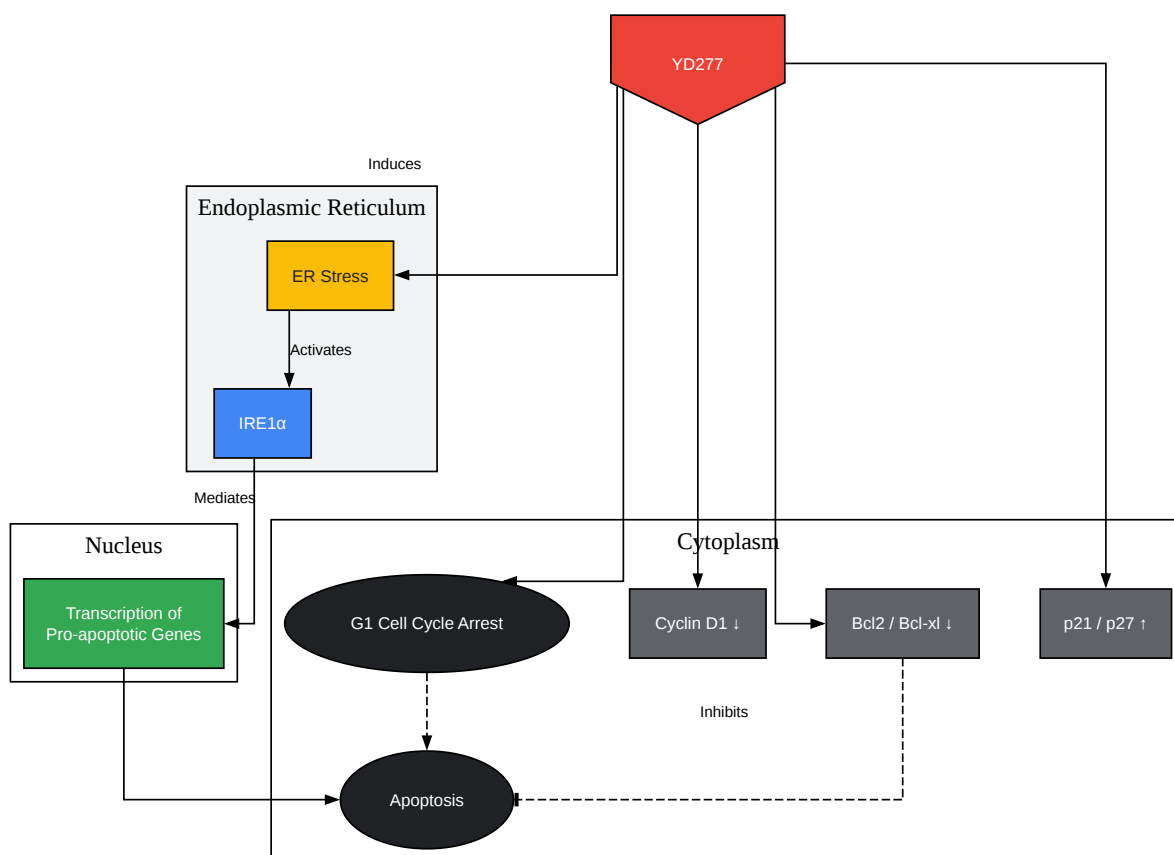 YD277
Induces
Endoplasmic Reticulum
ER Stress
Activates
IRE1α
Mediates
Nucleus
Cytoplasm
Transcription of
Pro-apoptotic Genes
G1 Cell Cycle Arrest
Cyclin D1 ↓
Bcl2 / Bcl-xl ↓
p21 / p27 ↑
Inhibits
Apoptosis